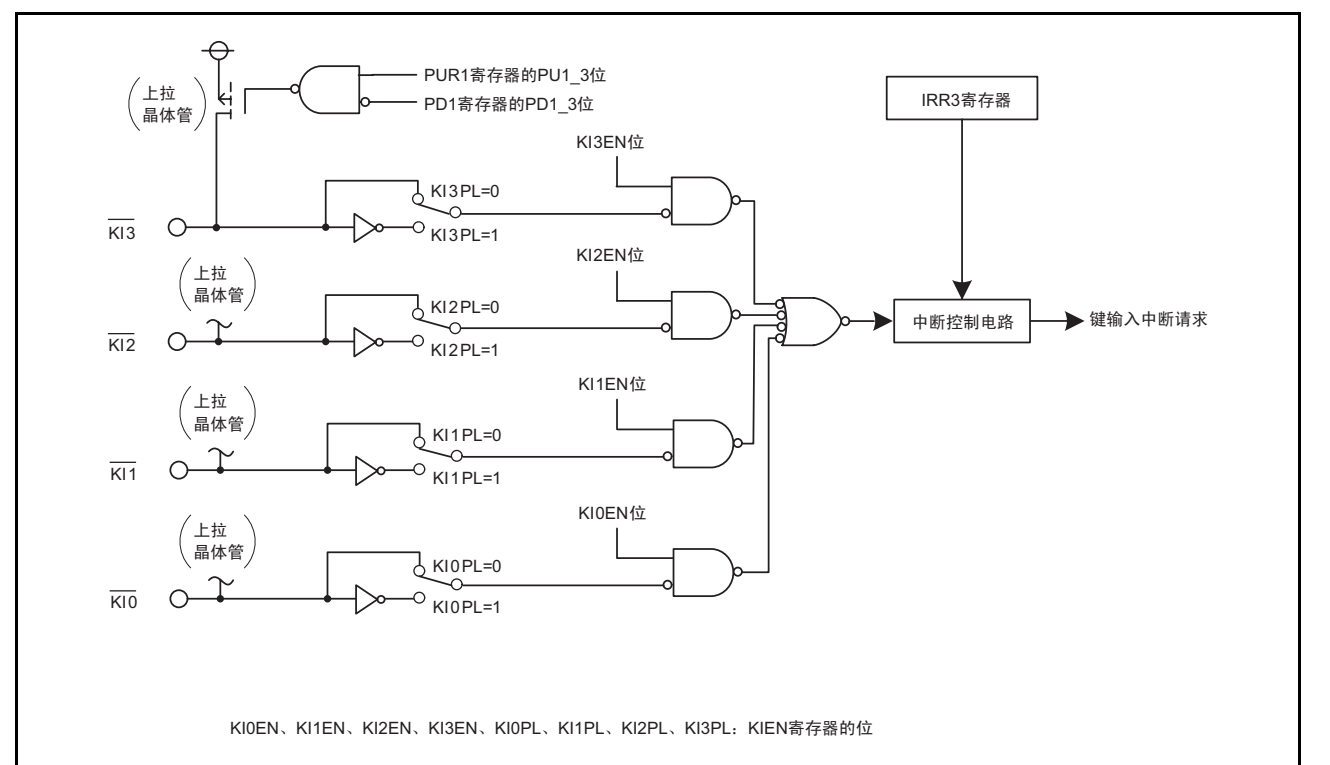 PUR1寄存器的PU1_3位
上拉
晶体管
PD1寄存器的PD1_3位
IRR3寄存器
KI3EN位
KI3PL=0
KI3
KI3PL=1
KI2EN位
上拉
晶体管
KI2PL=0
中断控制电路
键输入中断请求
KI2
KI2PL=1
KI1EN位
上拉
晶体管
KI1PL=0
KI1
KI1PL=1
KI0EN位
上拉
晶体管
KI0PL=0
KI0
KI0PL=1
KI0EN、KI1EN、KI2EN、KI3EN、KI0PL、KI1PL、KI2PL、KI3PL：KIEN寄存器的位